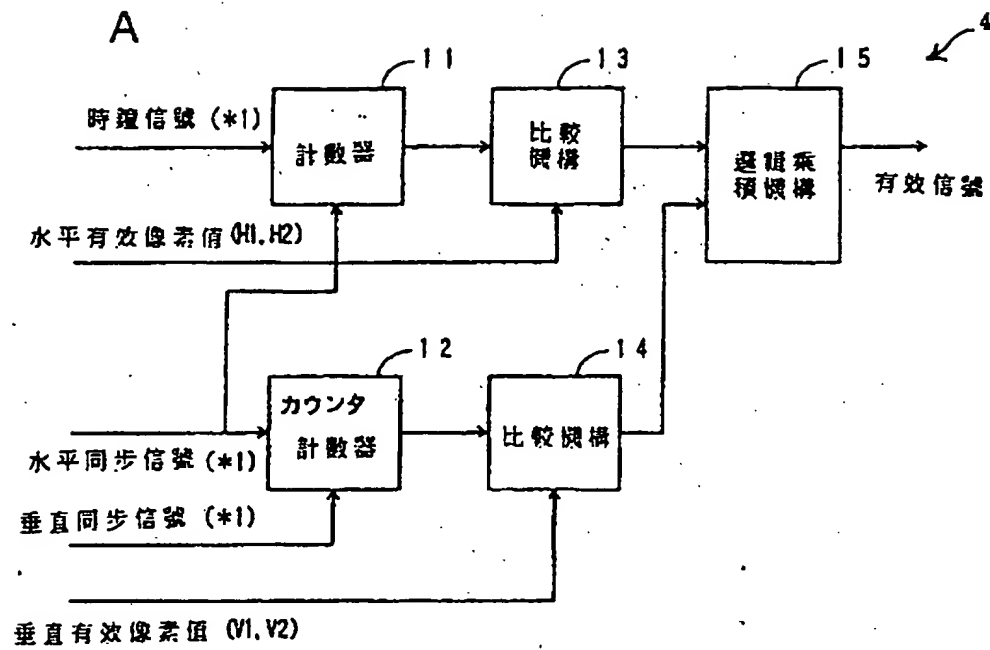 A
4
11
13
15
時鐘信號 (*1)
計數器
比較
機構
邏輯乘
積機構
有效信號
水平有效像素值(H1,H2)
12
14
カウンタ
計數器
比較機構
水平同步信號 (*1)
垂直同步信號 (*1)
垂直有效像素值 (V1,V2)